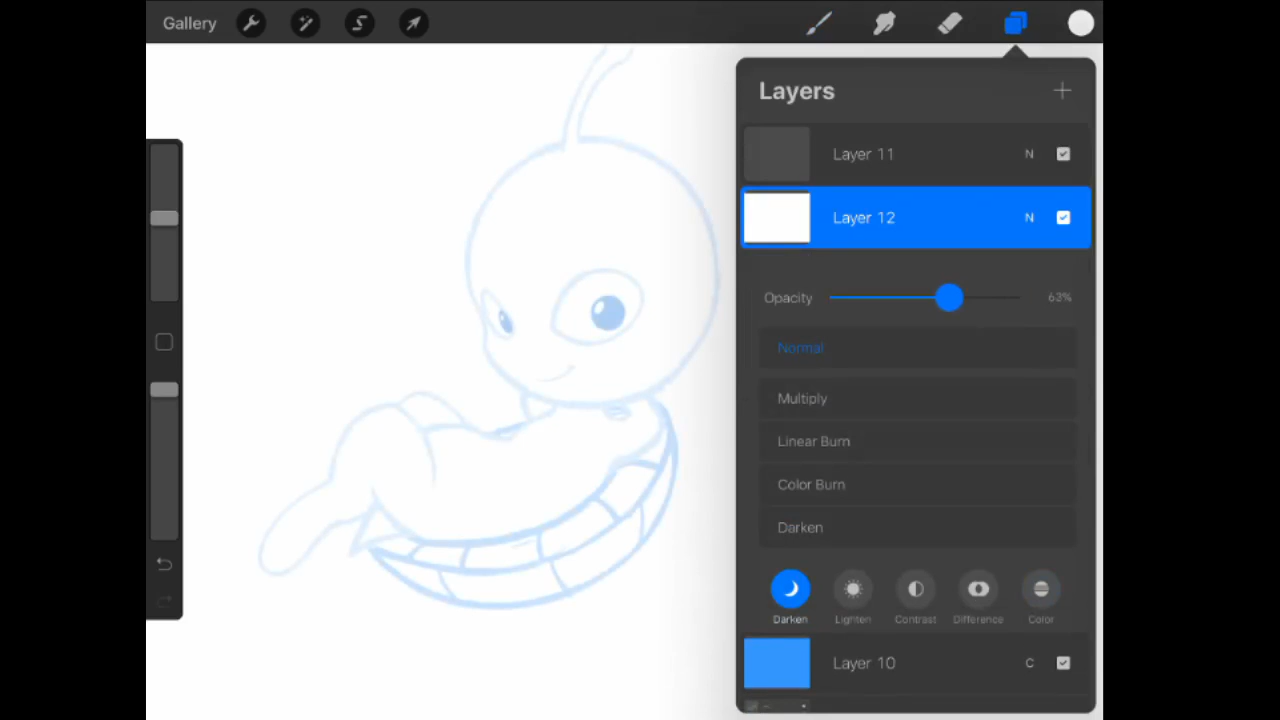 Gallery
Layers
Layer 11 N
Layer 12 N
Opacity 63%
Normal
Multiply
Linear Burn
Color Burn
Darken
Darken Lighten Contrast Difference Color
Layer 10 C